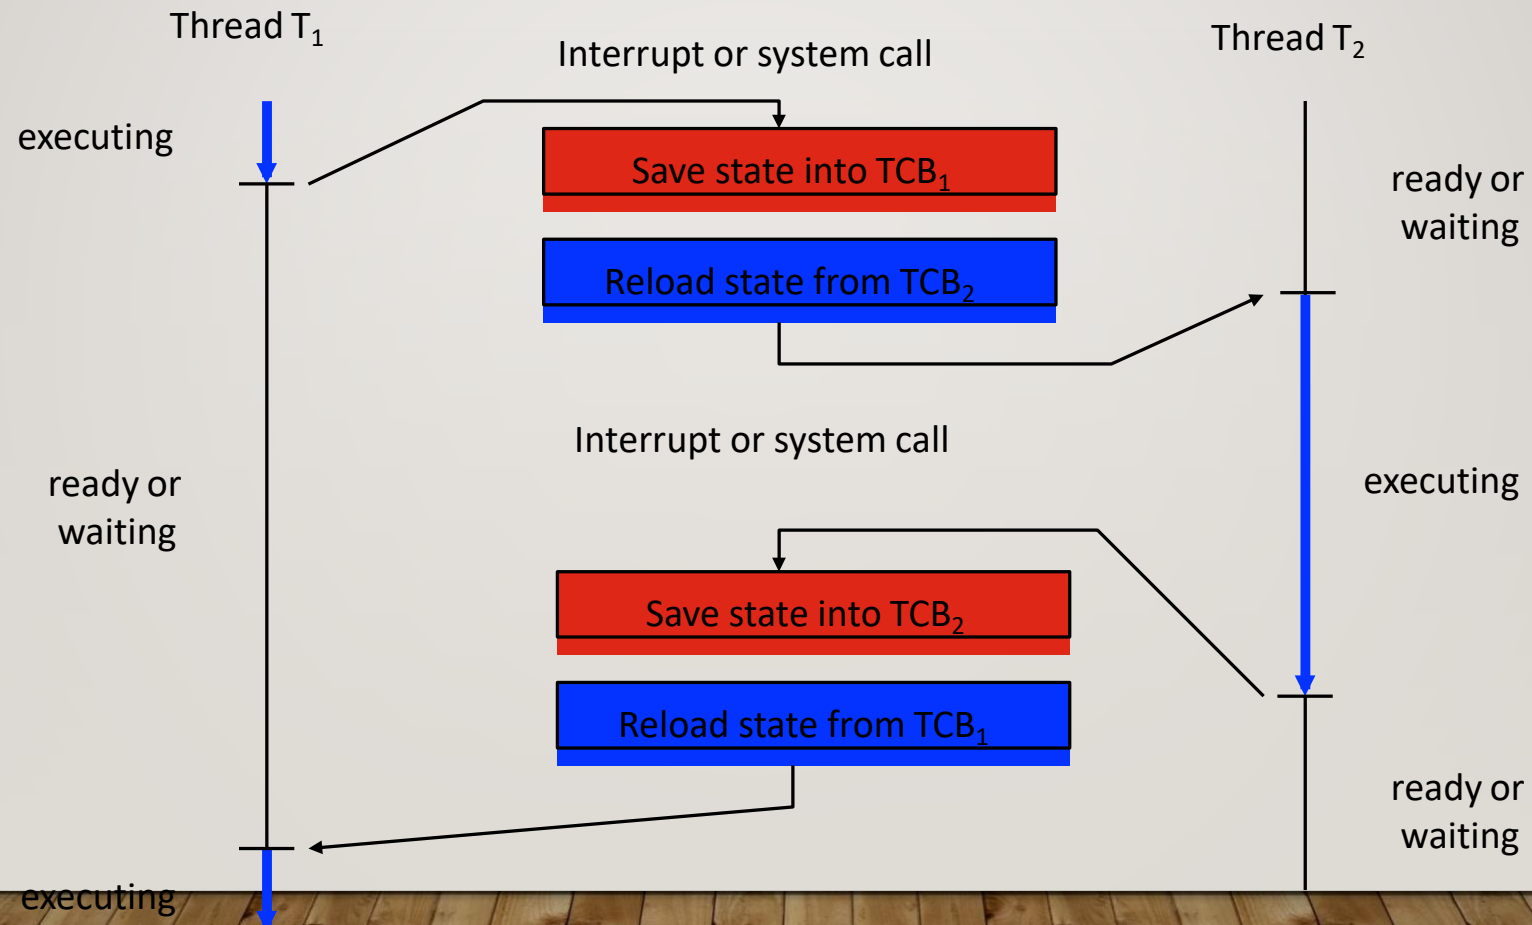 Thread T₁
Interrupt or system call
Thread T₂
executing
Save state into TCB₁
ready or
waiting
Reload state from TCB₂
Interrupt or system call
ready or
waiting
executing
Save state into TCB₂
Reload state from TCB₁
ready or
waiting
executing